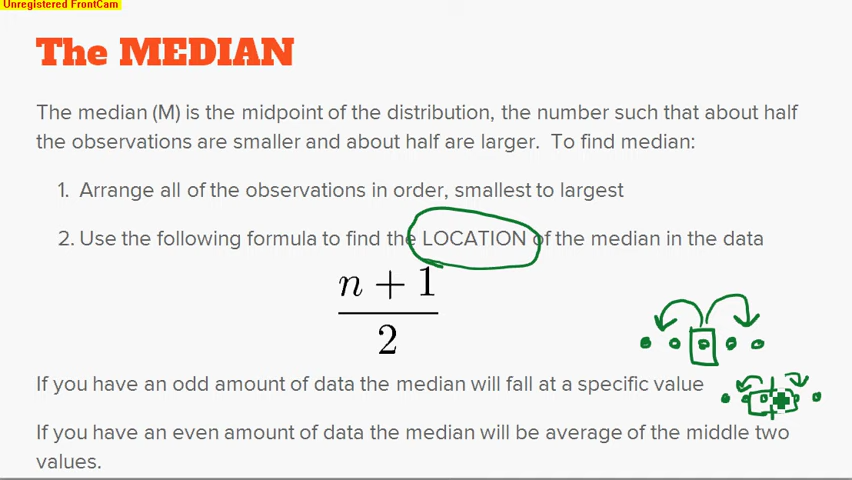 Unregistered FrontCam
The MEDIAN
The median (M) is the midpoint of the distribution, the number such that about half
the observations are smaller and about half are larger.  To find median:
1. Arrange all of the observations in order, smallest to largest
2. Use the following formula to find the LOCATION of the median in the data
n + 1
2
If you have an odd amount of data the median will fall at a specific value
If you have an even amount of data the median will be average of the middle two
values.